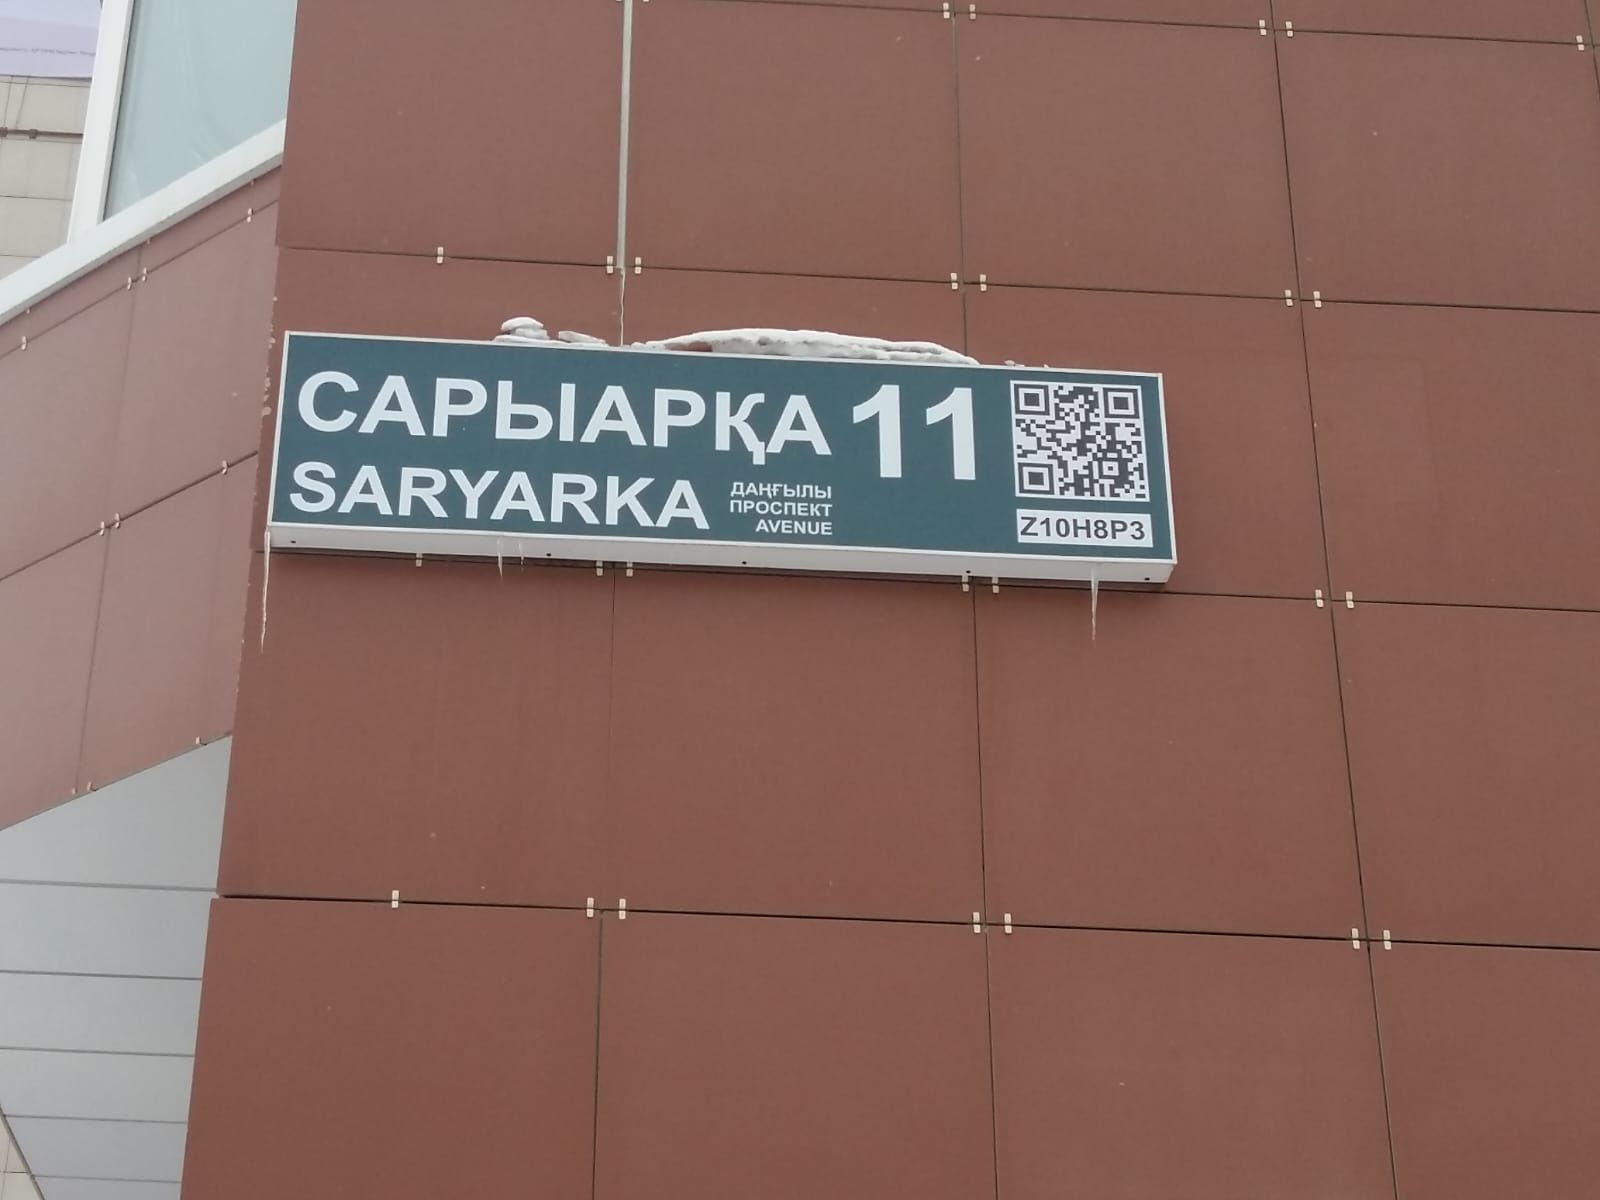 САРЫАРҚА 11
SARYARKA
ДАҢҒЫЛЫ
ПРОСПЕКТ
AVENUE
Z10H8P3